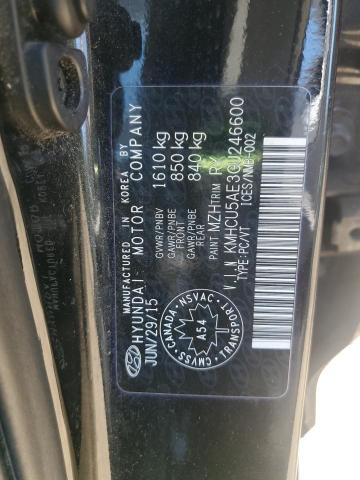 MANUFACTURED IN KOREA BY
HYUNDAI MOTOR COMPANY
JUN/29/15
GVWR/PNBV 1610 kg
GAWR/PNBE FRONT 850 kg
GAWR/PNBE REAR 840 kg
PAINT MZH TRIM RY
V.I.N KMHCU5AE3GU246600
TYPE:PC/VT ICES/NMB-002
CANADA
NSVAC
A54
TRANSPORT
CMVSS